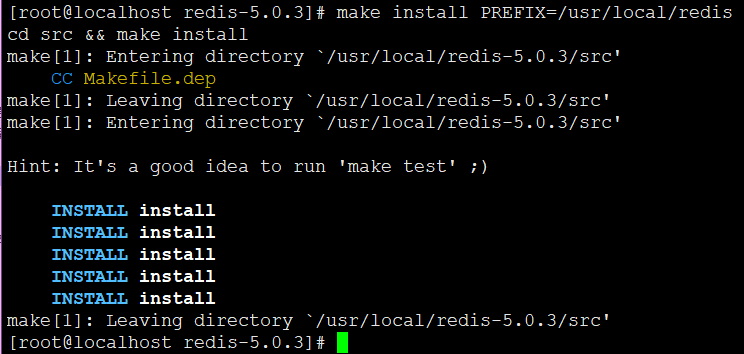 [root@localhost redis-5.0.3]# make install PREFIX=/usr/local/redis
cd src && make install
make[1]: Entering directory `/usr/local/redis-5.0.3/src'
    CC Makefile.dep
make[1]: Leaving directory `/usr/local/redis-5.0.3/src'
make[1]: Entering directory `/usr/local/redis-5.0.3/src'

Hint: It's a good idea to run 'make test' ;)

    INSTALL install
    INSTALL install
    INSTALL install
    INSTALL install
    INSTALL install
make[1]: Leaving directory `/usr/local/redis-5.0.3/src'
[root@localhost redis-5.0.3]#